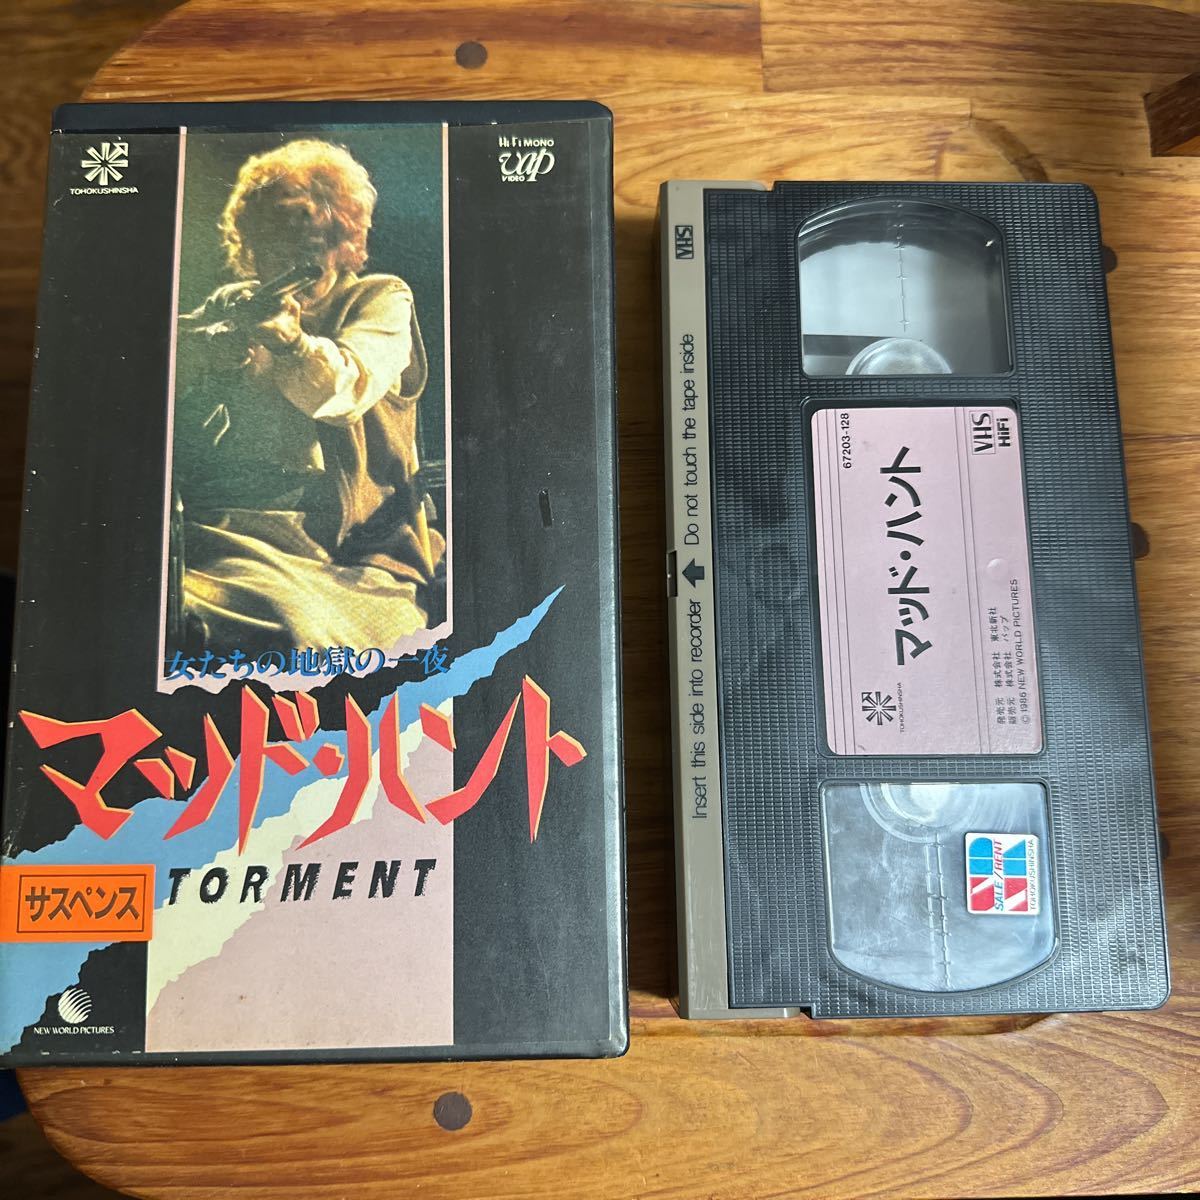 TOHOKUSHINSHA
Hi Fi MONO
vap
VIDEO
女たちの地獄の一夜
マッド・ハント
TORMENT
サスペンス
NEW WORLD PICTURES
VHS
Insert this side into recorder Do not touch the tape inside
67203-128
VHS
HiFi
マッド・ハント
TOHOKUSHINSHA
発売元 株式会社 東北新社
販売元 株式会社 バップ
© 1986 NEW WORLD PICTURES
SALE/RENT
TOHOKUSHINSHA